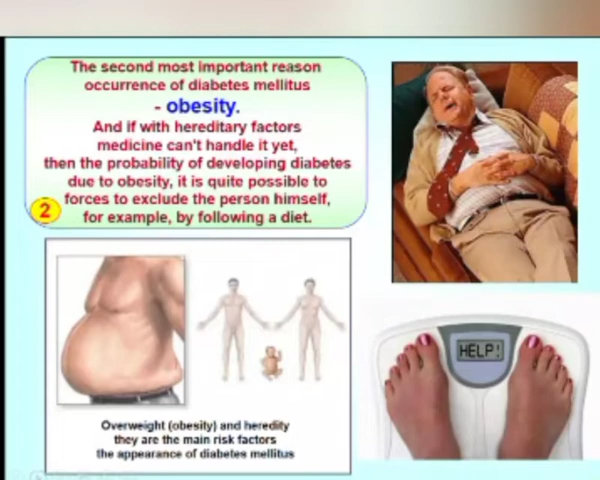 The second most important reason
occurrence of diabetes mellitus
- obesity.
And if with hereditary factors
medicine can't handle it yet,
then the probability of developing diabetes
due to obesity, it is quite possible to
forces to exclude the person himself,
for example, by following a diet.
2
HELP!
Overweight (obesity) and heredity
they are the main risk factors
the appearance of diabetes mellitus